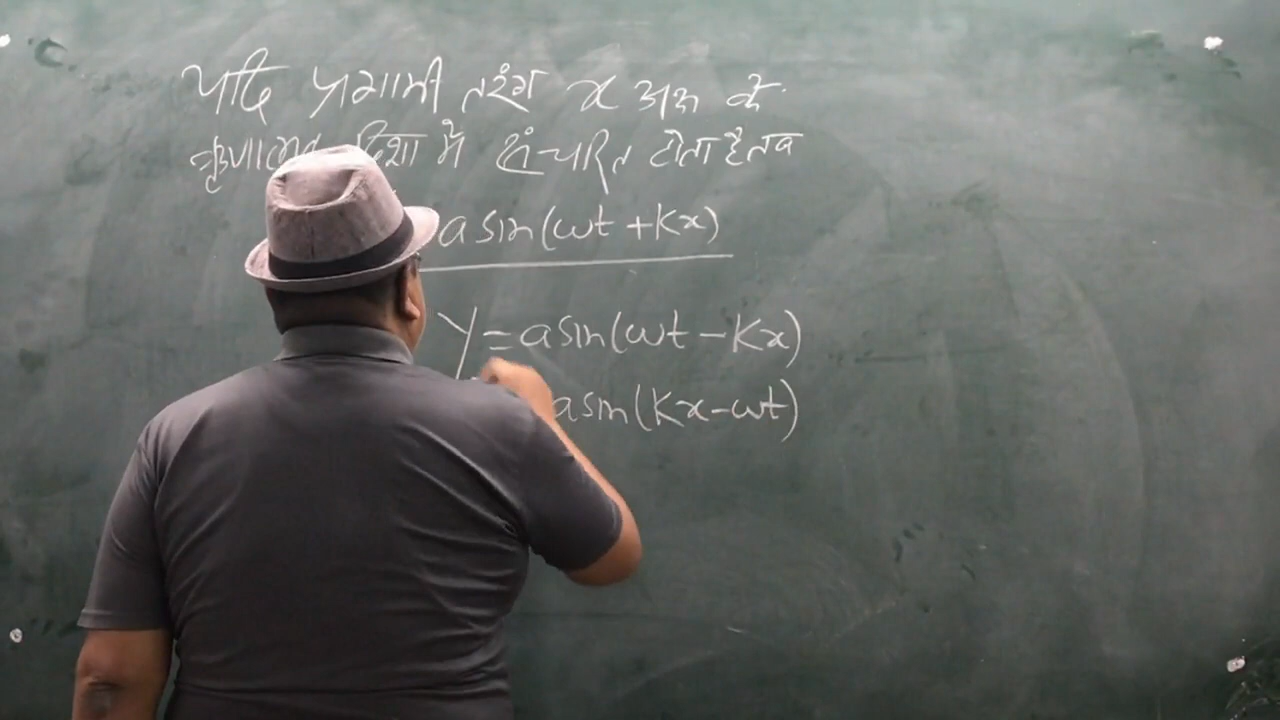 यदि प्रगामी तरंग x अक्ष के
ऋणात्मक दिशा में संचरित होता है तब
a sin(ωt + Kx)
Y = a sin(ωt - Kx)
a sin(Kx - ωt)